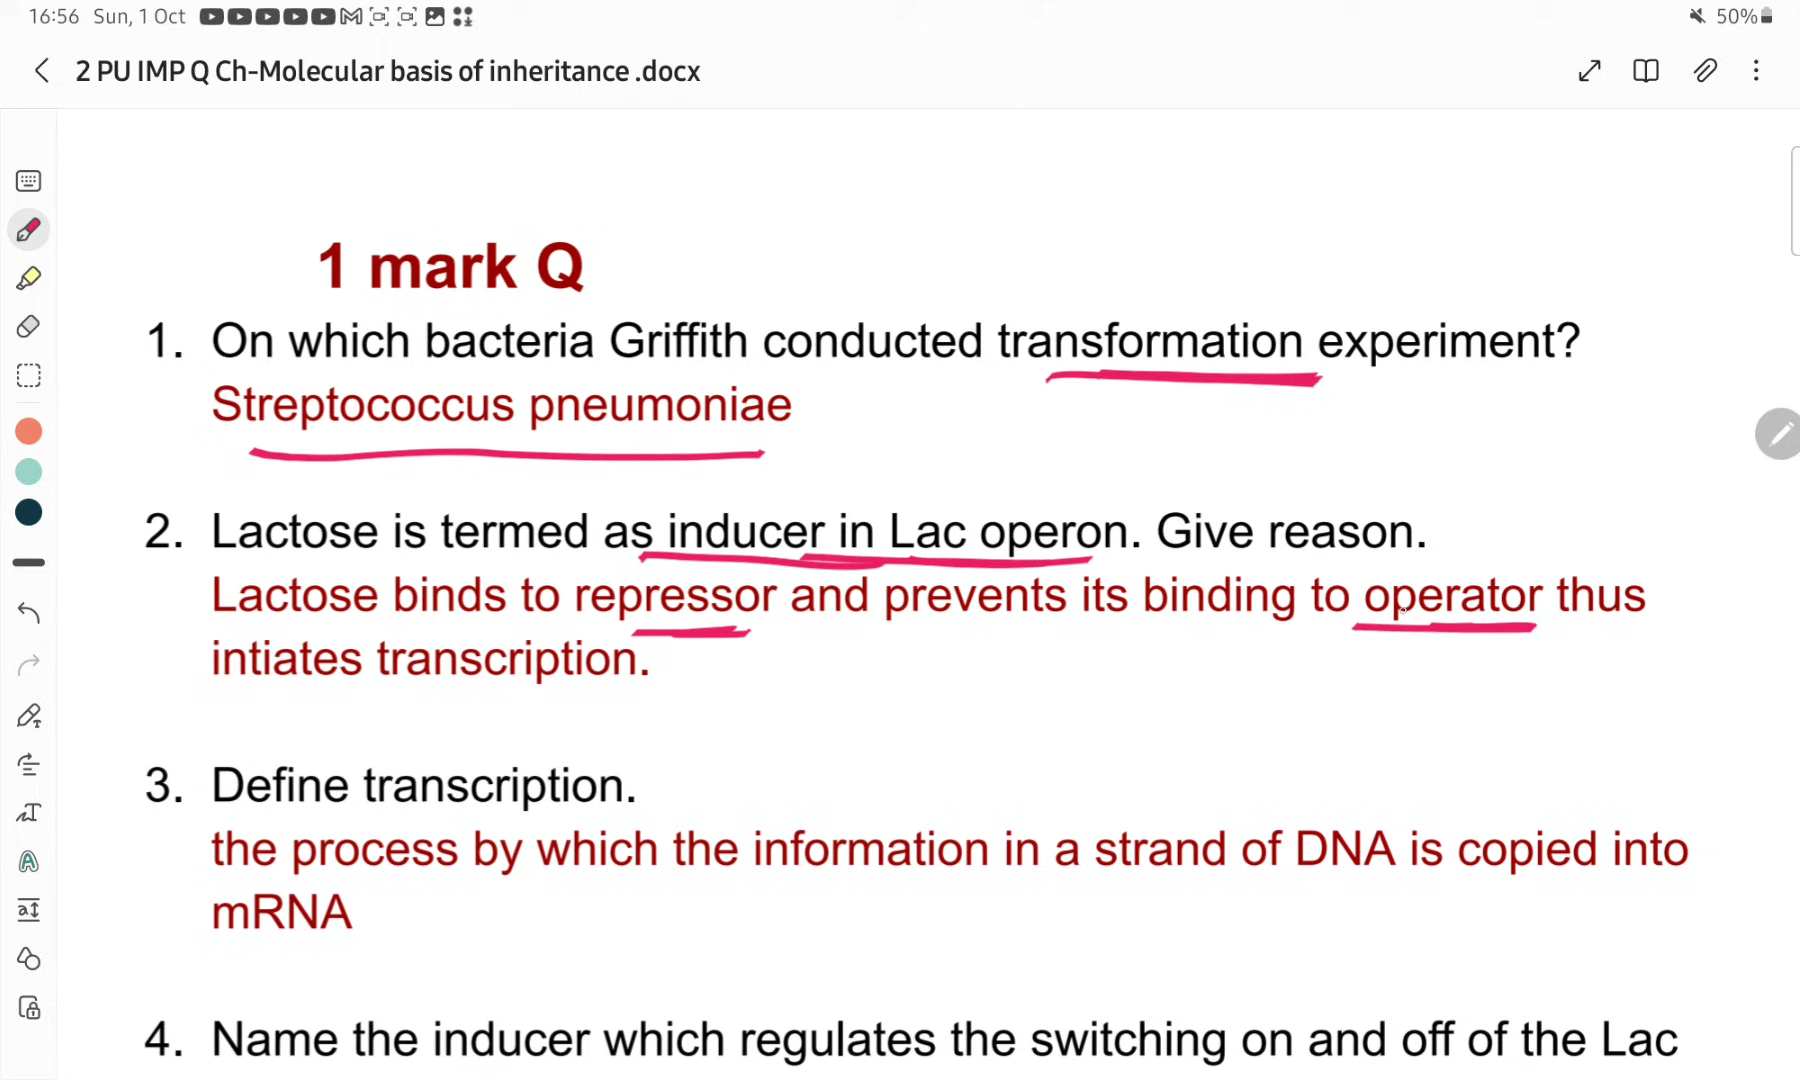 16:56 Sun, 1 Oct
50%
2 PU IMP Q Ch-Molecular basis of inheritance .docx
1 mark Q
1. On which bacteria Griffith conducted transformation experiment?
Streptococcus pneumoniae
2. Lactose is termed as inducer in Lac operon. Give reason.
Lactose binds to repressor and prevents its binding to operator thus
intiates transcription.
3. Define transcription.
the process by which the information in a strand of DNA is copied into
mRNA
4. Name the inducer which regulates the switching on and off of the Lac